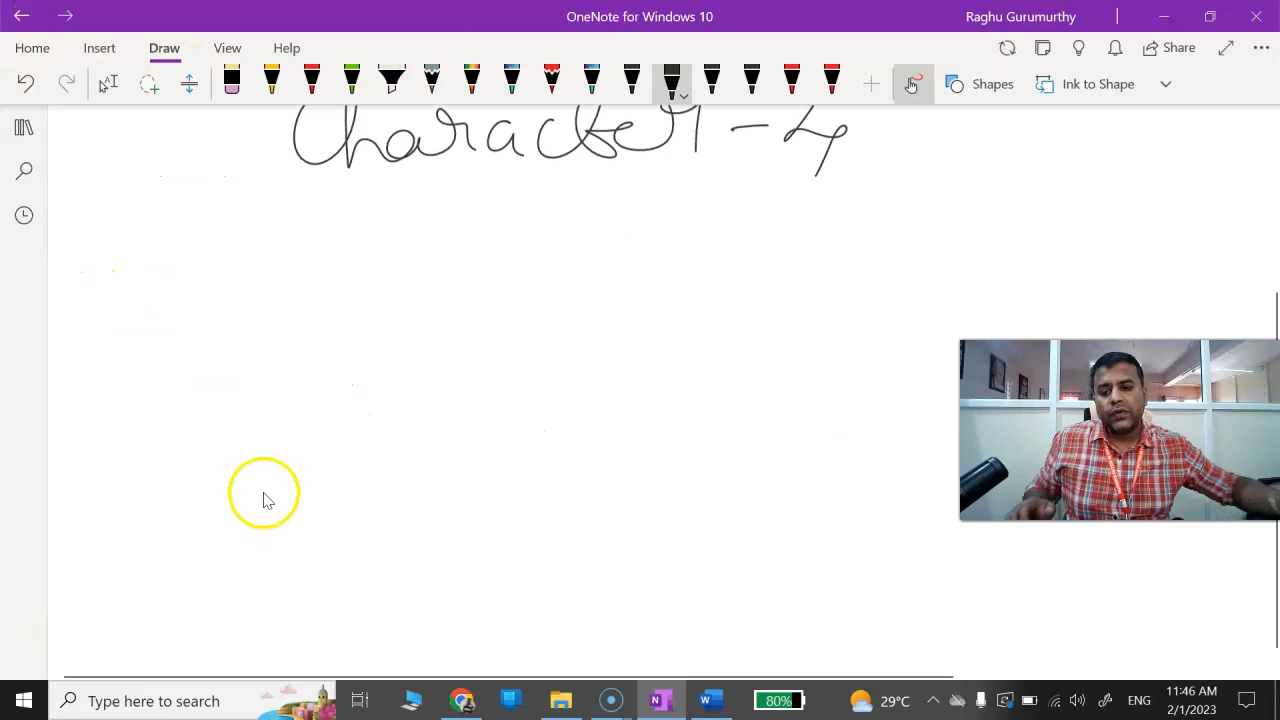 OneNote for Windows 10
Raghu Gurumurthy
Home Insert Draw View Help
Share
Shapes
Ink to Shape
Character - 4
Type here to search
80%
29°C
ENG
11:46 AM
2/1/2023